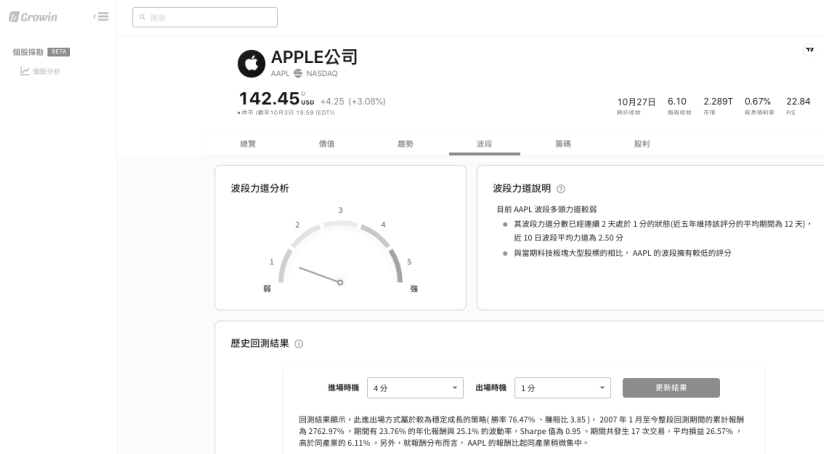 Growin
搜尋
個股探勘 BETA
個股分析
APPLE公司
AAPL NASDAQ
142.45 D USD +4.25 (+3.08%)
休市 (截至10月3日 19:59 (EDT))
10月27日 6.10 2.289T 0.67% 22.84
市值 P/E
總覽 價值 趨勢 波段 籌碼 股利
波段力道分析
1 2 3 4 5
弱 強
波段力道說明
目前 AAPL 波段多頭力道較弱
其波段力道分數已經連續 2 天處於 1 分的狀態(近五年維持該評分的平均期間為 12 天)，
近 10 日波段平均力道為 2.50 分
與當期科技板塊大型股標的相比， AAPL 的波段擁有較低的評分
歷史回測結果
進場時機 4 分 出場時機 1 分 更新結果
回測結果顯示，此進出場方式屬於較為穩定成長的策略( 勝率 76.47% 、賺賠比 3.85 )， 2007 年 1 月至今整段回測期間的累計報酬
為 2762.97% ，期間有 23.76% 的年化報酬與 25.1% 的波動率，Sharpe 值為 0.95 。期間共發生 17 次交易，平均損益 26.57% ，
高於同產業的 6.11% 。另外，就報酬分布而言， AAPL 的報酬比起同產業稍微集中。